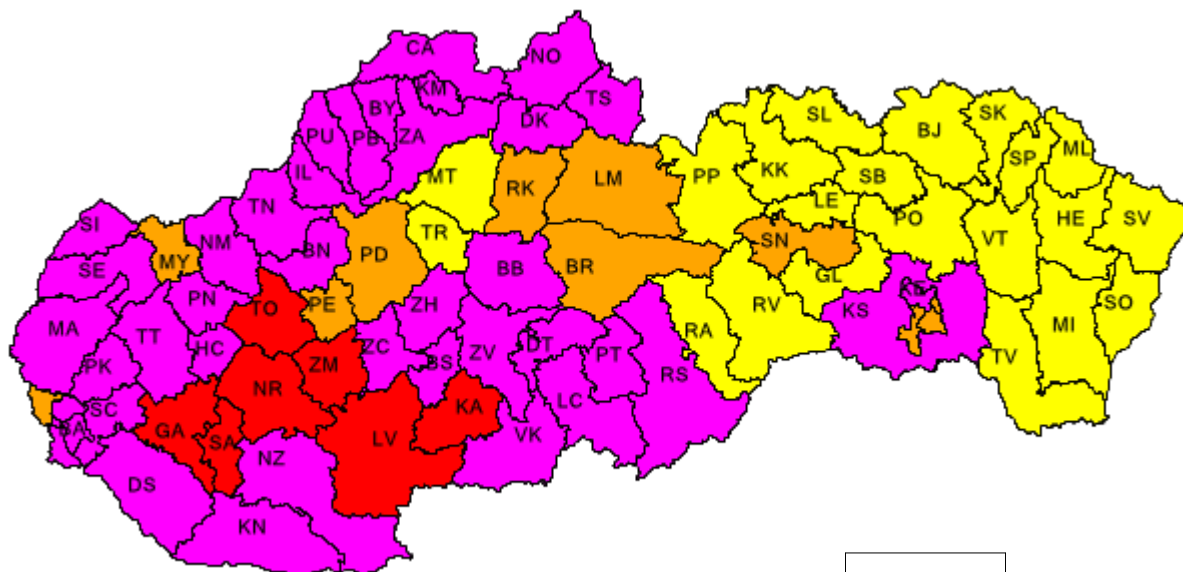 CA
NO
KM
TS
BY
PU
PB
ZA
DK
IL
SL
BJ
SK
SP
ML
MT
RK
LM
PP
KK
SB
LE
PO
HE
SV
VT
TN
SI
NM
BN
MY
PD
TR
BB
BR
SN
GL
SE
PN
TO
PE
ZH
RV
KS
SO
MA
TT
HC
ZM
ZC
BS
ZV
DT
PT
RS
RA
TV
MI
PK
NR
KA
LC
SC
BA
GA
SA
NZ
LV
VK
DS
KN